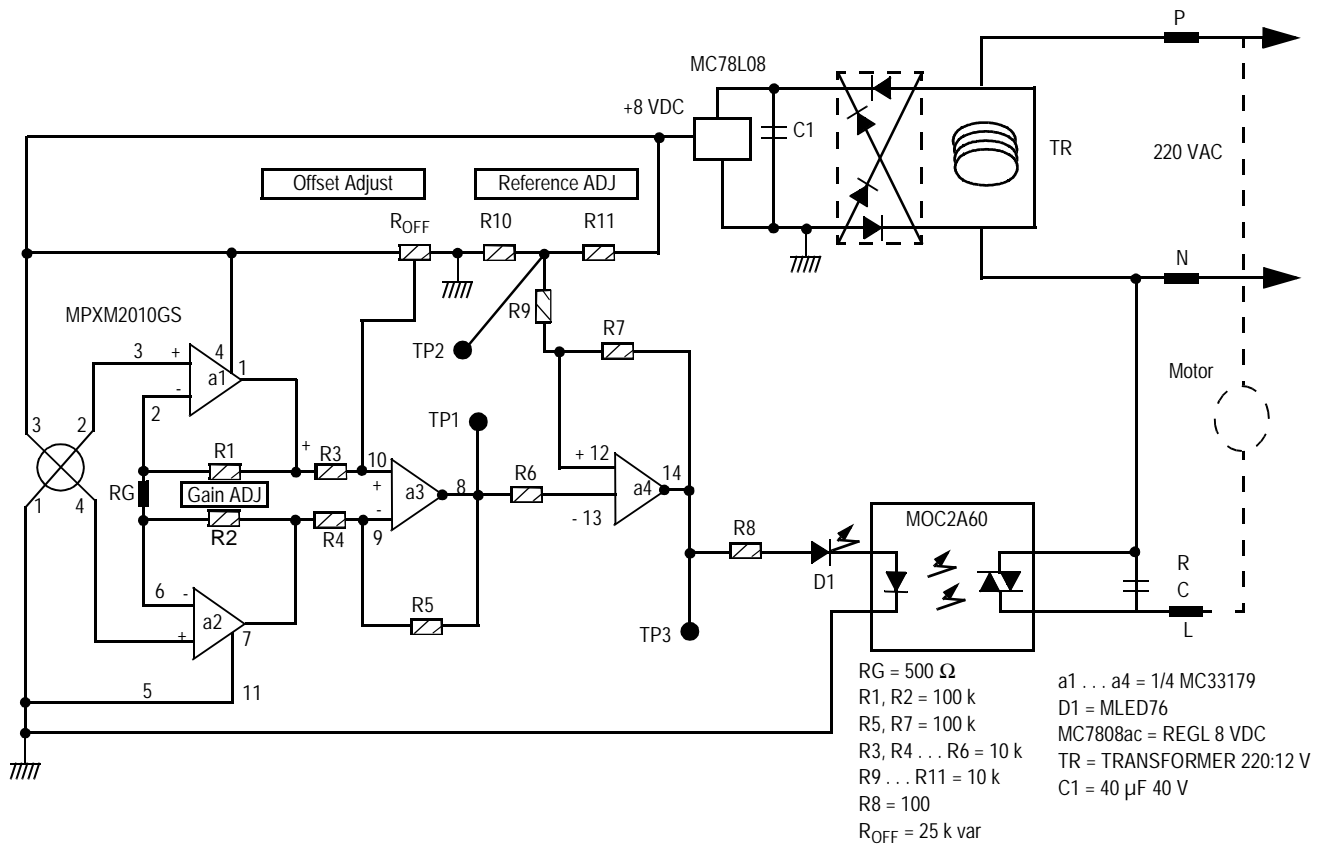 P
MC78L08
+8 VDC
C1
TR
220 VAC
Offset Adjust
Reference ADJ
R_OFF
R10
R11
N
MPXM2010GS
R9
R7
TP2
3
+
4
a1
1
-
2
Motor
3
2
TP1
R1
+
R3
10
+
a3
8
R6
+ 12
a4
14
RG
Gain ADJ
1
4
R2
R4
-
9
- 13
MOC2A60
R8
D1
R
C
L
6
-
a2
+
7
R5
TP3
5
11
RG = 500 Ω
R1, R2 = 100 k
R5, R7 = 100 k
R3, R4 . . . R6 = 10 k
R9 . . . R11 = 10 k
R8 = 100
R_OFF = 25 k var
a1 . . . a4 = 1/4 MC33179
D1 = MLED76
MC7808ac = REGL 8 VDC
TR = TRANSFORMER 220:12 V
C1 = 40 µF 40 V